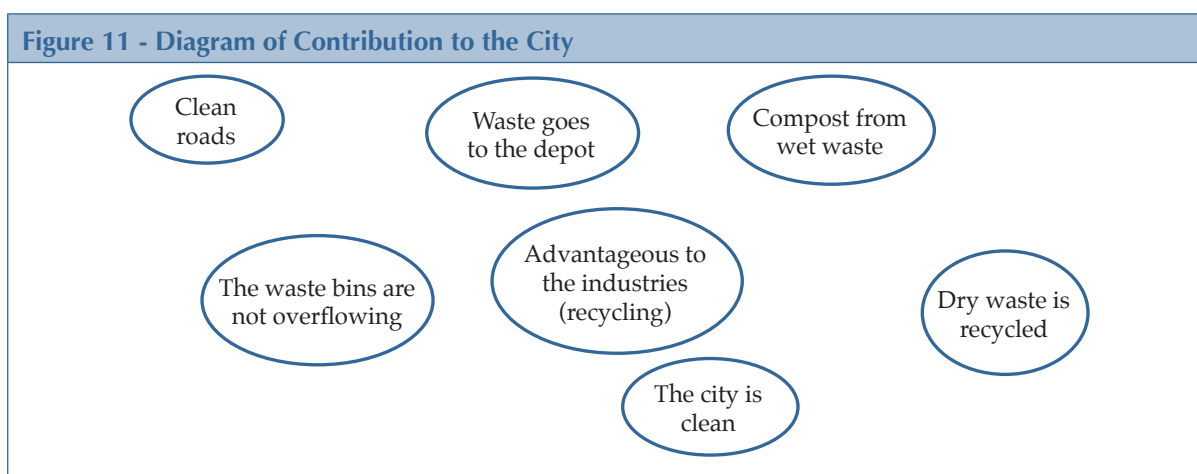 Figure 11 - Diagram of Contribution to the City
Clean
roads
Waste goes
to the depot
Compost from
wet waste
The waste bins are
not overflowing
Advantageous to
the industries
(recycling)
Dry waste is
recycled
The city is
clean